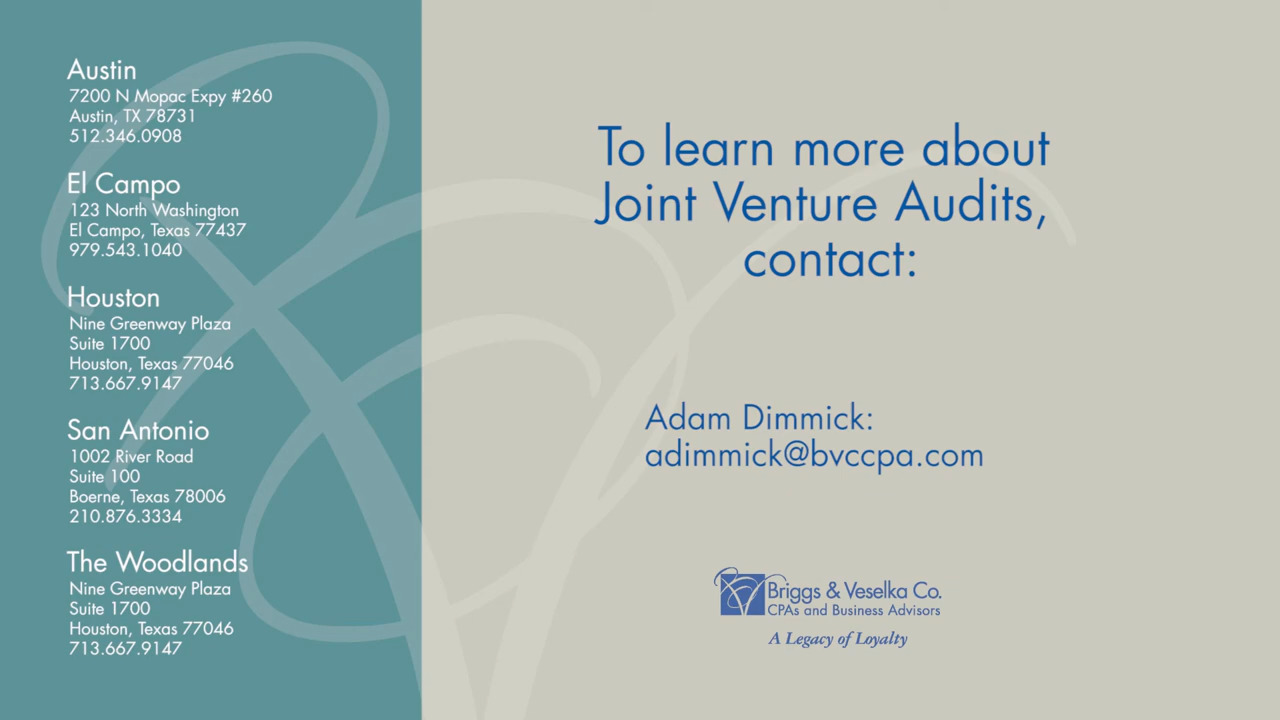 Austin
7200 N Mopac Expy #260
Austin, TX 78731
512.346.0908
El Campo
123 North Washington
El Campo, Texas 77437
979.543.1040
Houston
Nine Greenway Plaza
Suite 1700
Houston, Texas 77046
713.667.9147
San Antonio
1002 River Road
Suite 100
Boerne, Texas 78006
210.876.3334
The Woodlands
Nine Greenway Plaza
Suite 1700
Houston, Texas 77046
713.667.9147
To learn more about
Joint Venture Audits,
contact:
Adam Dimmick:
adimmick@bvccpa.com
Briggs & Veselka Co.
CPAs and Business Advisors
A Legacy of Loyalty